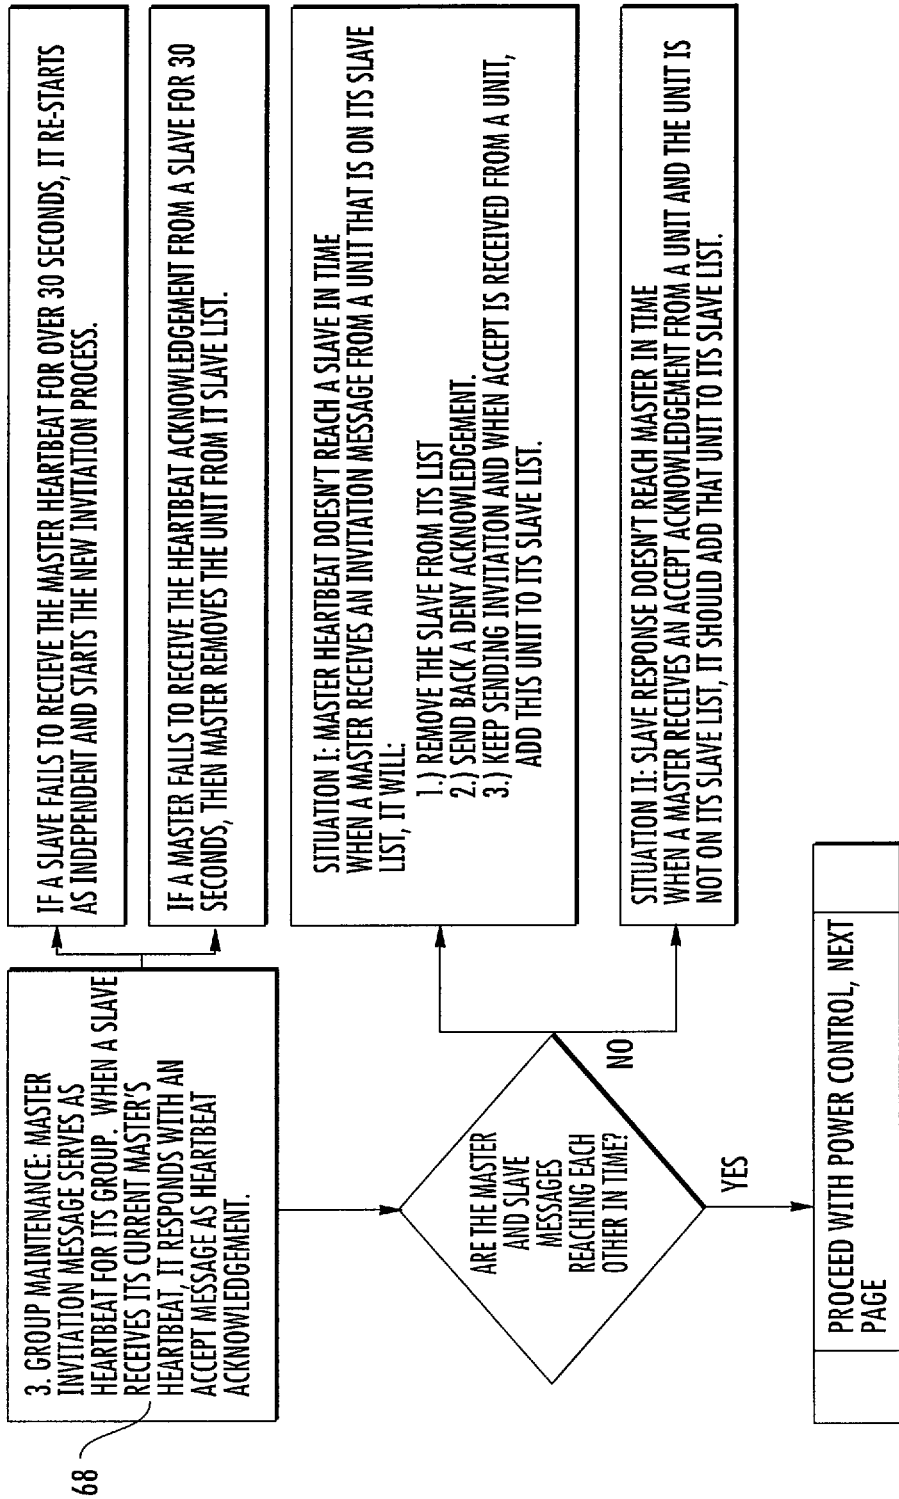 68
3. GROUP MAINTENANCE: MASTER
INVITATION MESSAGE SERVES AS
HEARTBEAT FOR ITS GROUP. WHEN A SLAVE
RECEIVES ITS CURRENT MASTER'S
HEARTBEAT, IT RESPONDS WITH AN
ACCEPT MESSAGE AS HEARTBEAT
ACKNOWLEDGEMENT.
IF A SLAVE FAILS TO RECIEVE THE MASTER HEARTBEAT FOR OVER 30 SECONDS, IT RE-STARTS
AS INDEPENDENT AND STARTS THE NEW INVITATION PROCESS.
IF A MASTER FALLS TO RECEIVE THE HEARTBEAT ACKNOWLEDGEMENT FROM A SLAVE FOR 30
SECONDS, THEN MASTER REMOVES THE UNIT FROM IT SLAVE LIST.
ARE THE MASTER
AND SLAVE
MESSAGES
REACHING EACH
OTHER IN TIME?
NO
YES
SITUATION I: MASTER HEARTBEAT DOESN'T REACH A SLAVE IN TIME
WHEN A MASTER RECEIVES AN INVITATION MESSAGE FROM A UNIT THAT IS ON ITS SLAVE
LIST, IT WILL:
1.) REMOVE THE SLAVE FROM ITS LIST
2.) SEND BACK A DENY ACKNOWLEDGEMENT.
3.) KEEP SENDING INVITATION AND WHEN ACCEPT IS RECEIVED FROM A UNIT,
ADD THIS UNIT TO ITS SLAVE LIST.
SITUATION II: SLAVE RESPONSE DOESN'T REACH MASTER IN TIME
WHEN A MASTER RECEIVES AN ACCEPT ACKNOWLEDGEMENT FROM A UNIT AND THE UNIT IS
NOT ON ITS SLAVE LIST, IT SHOULD ADD THAT UNIT TO ITS SLAVE LIST.
PROCEED WITH POWER CONTROL, NEXT
PAGE